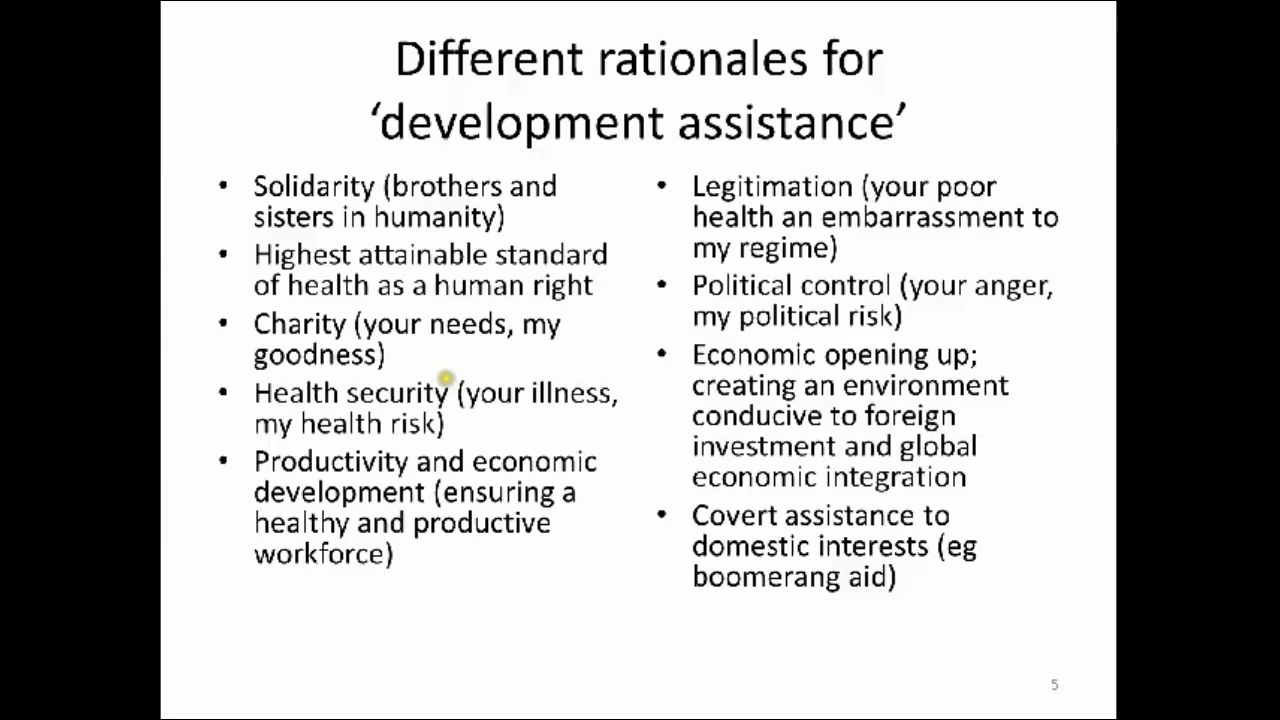 Different rationales for
‘development assistance’
• Solidarity (brothers and
sisters in humanity)
• Highest attainable standard
of health as a human right
• Charity (your needs, my
goodness)
• Health security (your illness,
my health risk)
• Productivity and economic
development (ensuring a
healthy and productive
workforce)
• Legitimation (your poor
health an embarrassment to
my regime)
• Political control (your anger,
my political risk)
• Economic opening up;
creating an environment
conducive to foreign
investment and global
economic integration
• Covert assistance to
domestic interests (eg
boomerang aid)
5